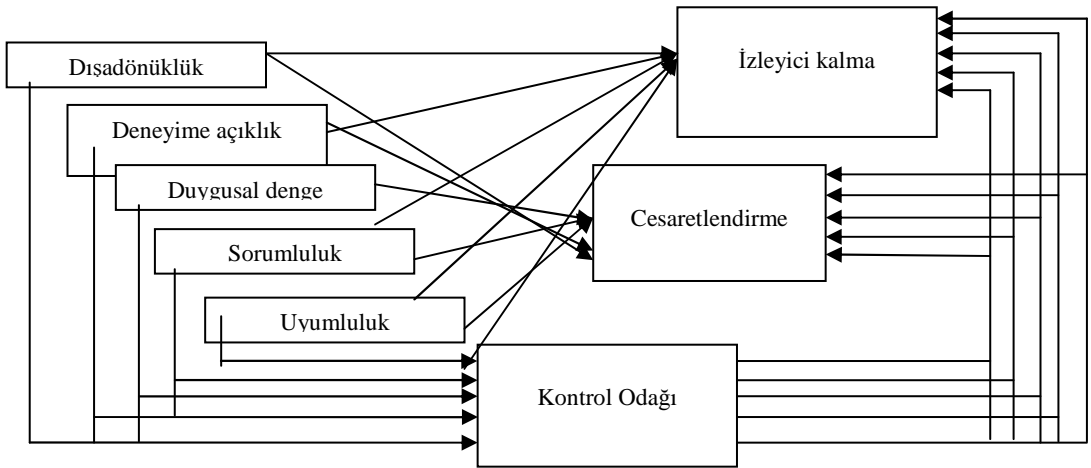 Dışadönüklük
Deneyime açıklık
Duygusal denge
Sorumluluk
Uyumluluk
İzleyici kalma
Cesaretlendirme
Kontrol Odağı